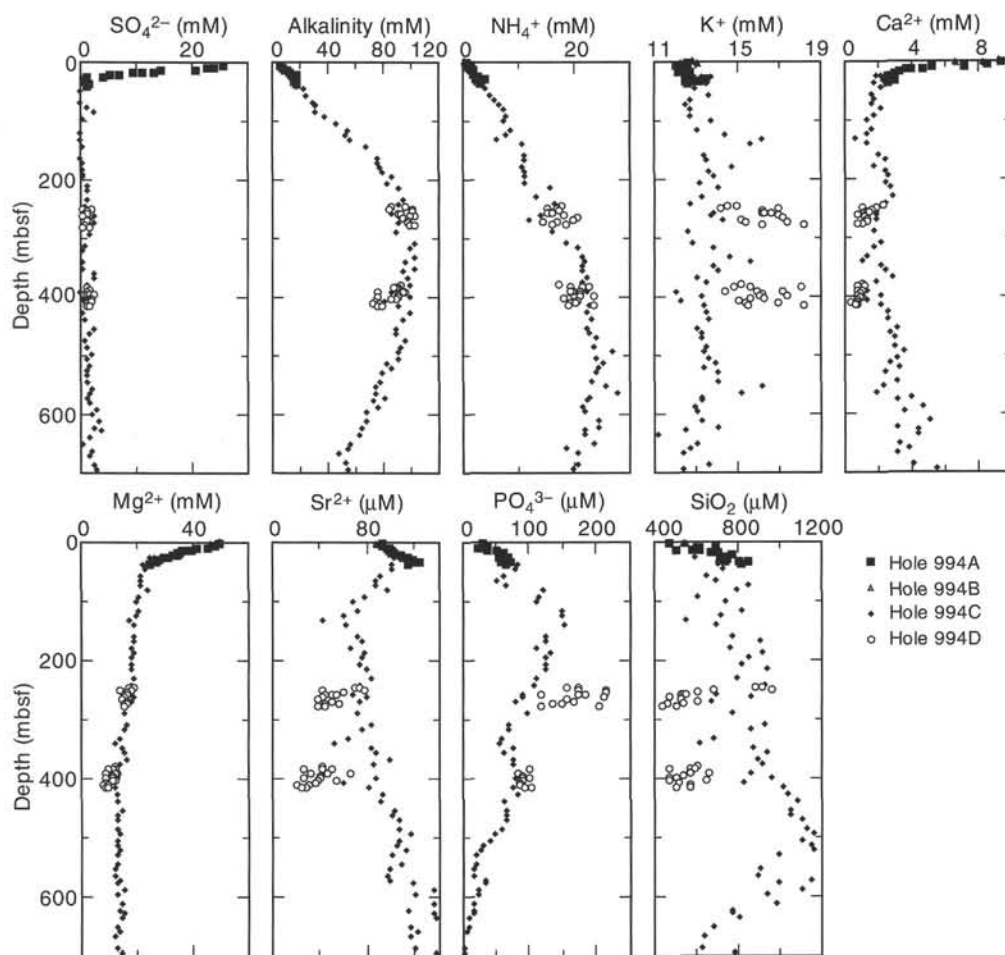 SO₄²⁻ (mM) Alkalinity (mM) NH₄⁺ (mM) K⁺ (mM) Ca²⁺ (mM)
0 20 0 40 80 120 0 20 11 15 19 0 4 8
0
200
400
600
Depth (mbsf)
Mg²⁺ (mM) Sr²⁺ (μM) PO₄³⁻ (μM) SiO₂ (μM)
0 40 0 80 0 100 200 400 800 1200
0
200
400
600
Depth (mbsf)
Hole 994A
Hole 994B
Hole 994C
Hole 994D